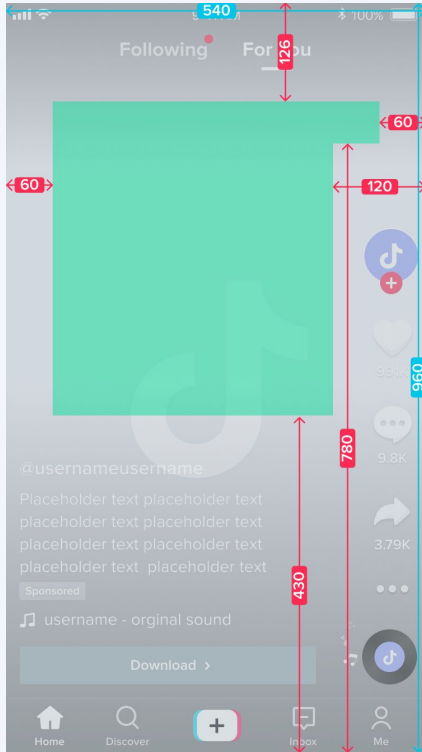 540
100%
Following
For You
126
60
60
120
960
780
9.8K
@usernameusername
Placeholder text placeholder text
placeholder text placeholder text
placeholder text placeholder text
placeholder text  placeholder text
3.79K
430
Sponsored
username - orginal sound
Download >
Home
Discover
Inbox
Me